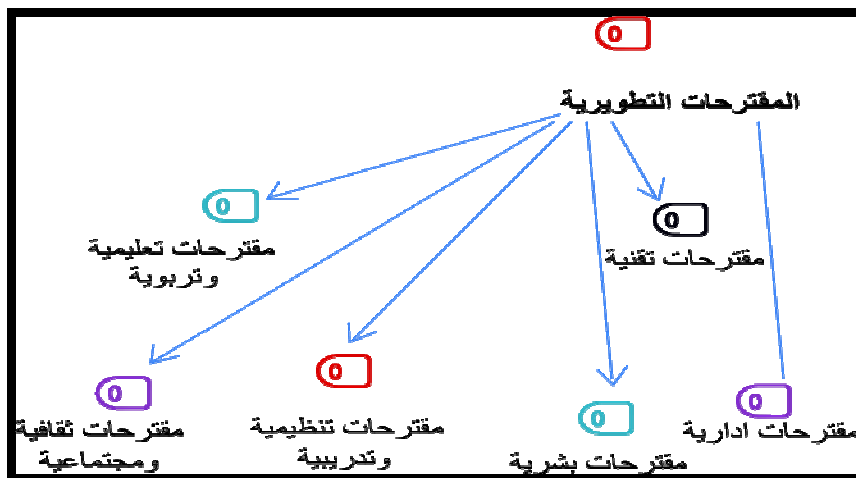 0
المقترحات التطويرية
0
مقترحات تعليمية
وتربوية
0
مقترحات تقنية
0
مقترحات ثقافية
ومجتماعية
0
مقترحات تنظيمية
وتدريبية
0
مقترحات بشرية
0
مقترحات ادارية